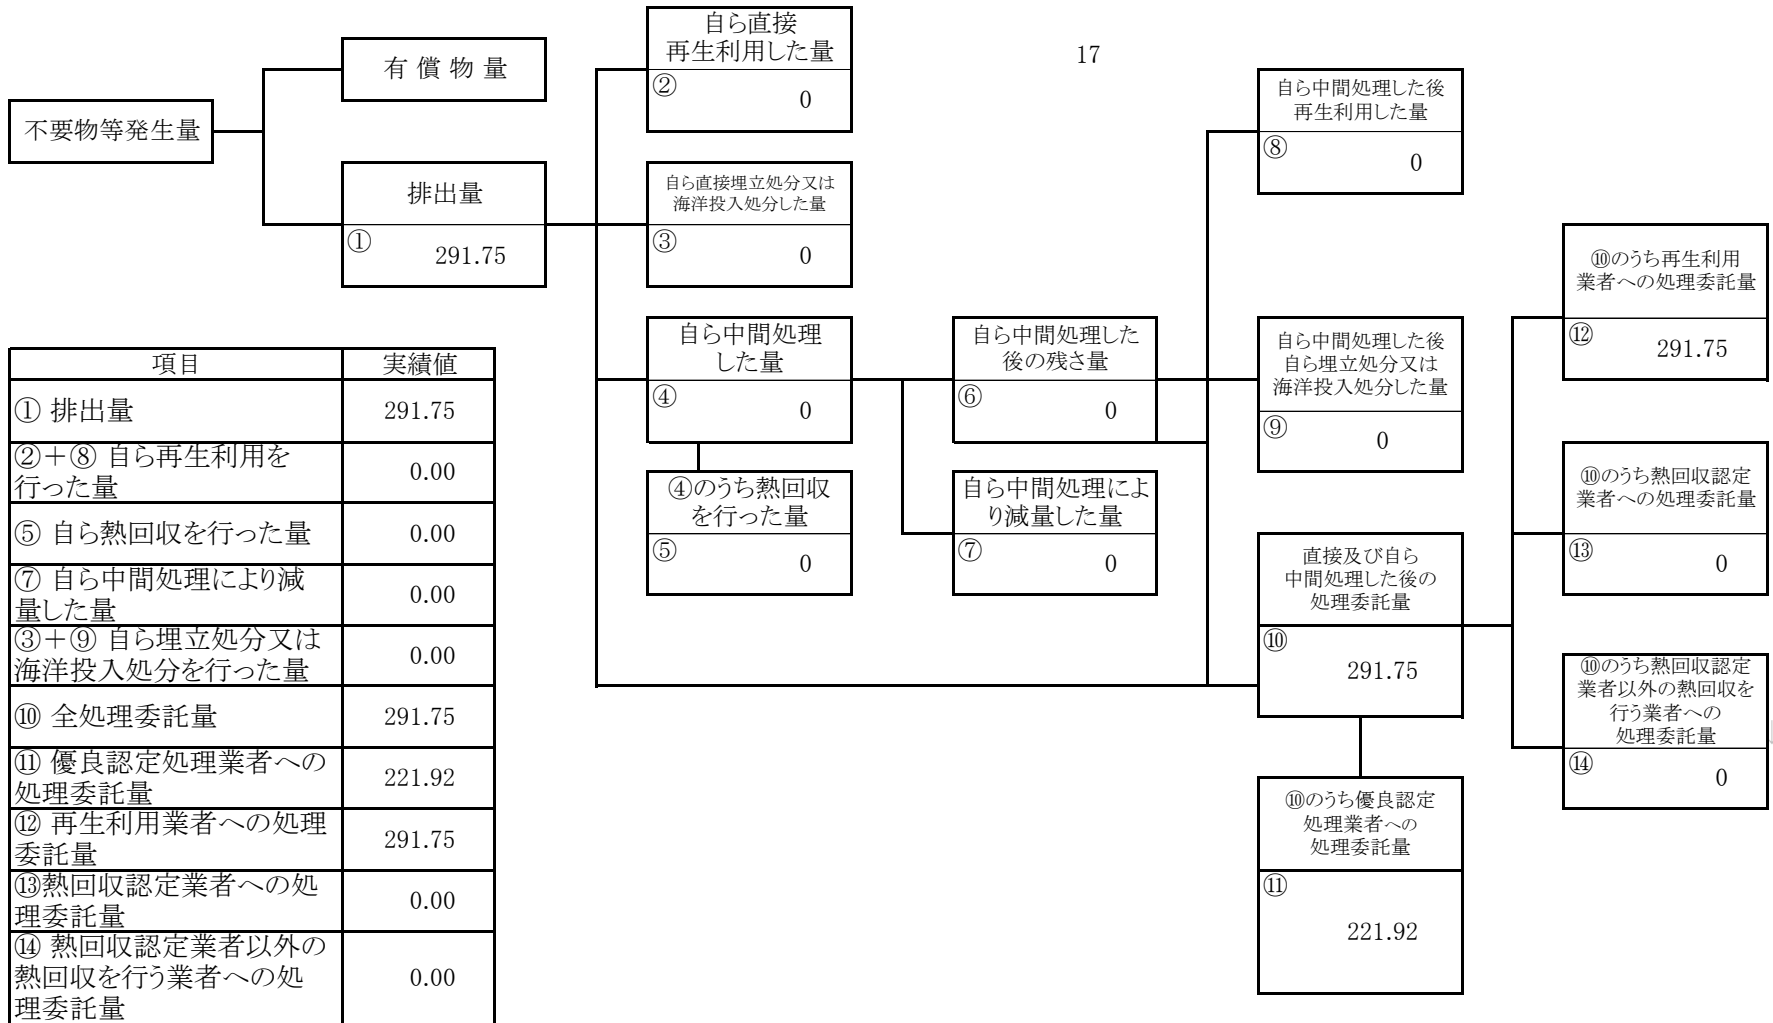 17
不要物等発生量
有 償 物 量
排出量
①
291.75
自ら直接
再生利用した量
②
0
自ら直接埋立処分又は
海洋投入処分した量
③
0
自ら中間処理
した量
④
0
④のうち熱回収
を行った量
⑤
0
自ら中間処理した
後の残さ量
⑥
0
自ら中間処理によ
り減量した量
⑦
0
自ら中間処理した後
再生利用した量
⑧
0
自ら中間処理した後
自ら埋立処分又は
海洋投入処分した量
⑨
0
直接及び自ら
中間処理した後の
処理委託量
⑩
291.75
⑩のうち優良認定
処理業者への
処理委託量
⑪
221.92
⑩のうち再生利用
業者への処理委託量
⑫
291.75
⑩のうち熱回収認定
業者への処理委託量
⑬
0
⑩のうち熱回収認定
業者以外の熱回収を
行う業者への
処理委託量
⑭
0
項目 実績値
① 排出量 291.75
②＋⑧ 自ら再生利用を
行った量 0.00
⑤ 自ら熱回収を行った量 0.00
⑦ 自ら中間処理により減
量した量 0.00
③＋⑨ 自ら埋立処分又は
海洋投入処分を行った量 0.00
⑩ 全処理委託量 291.75
⑪ 優良認定処理業者への
処理委託量 221.92
⑫ 再生利用業者への処理
委託量 291.75
⑬熱回収認定業者への処
理委託量 0.00
⑭ 熱回収認定業者以外の
熱回収を行う業者への処
理委託量 0.00